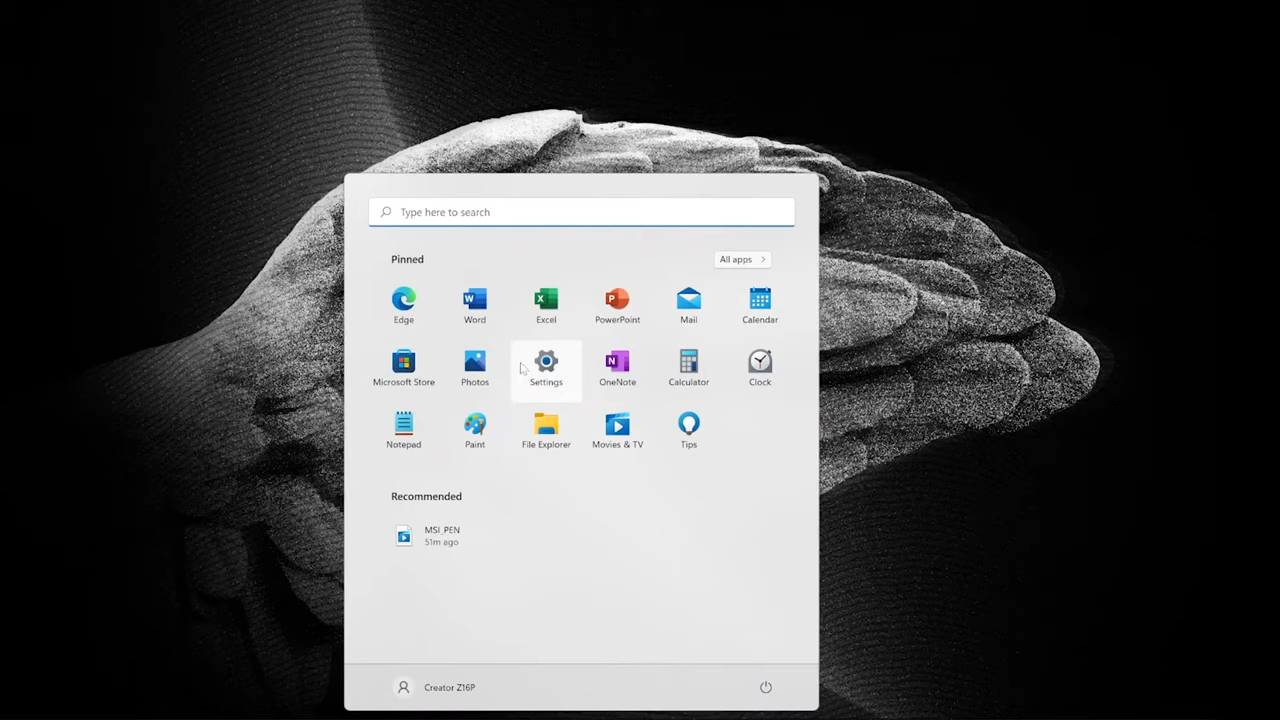 Type here to search
Pinned
All apps
Edge
Word
Excel
PowerPoint
Mail
Calendar
Microsoft Store
Photos
Settings
OneNote
Calculator
Clock
Notepad
Paint
File Explorer
Movies & TV
Tips
Recommended
MSI_PEN
51m ago
Creator Z16P